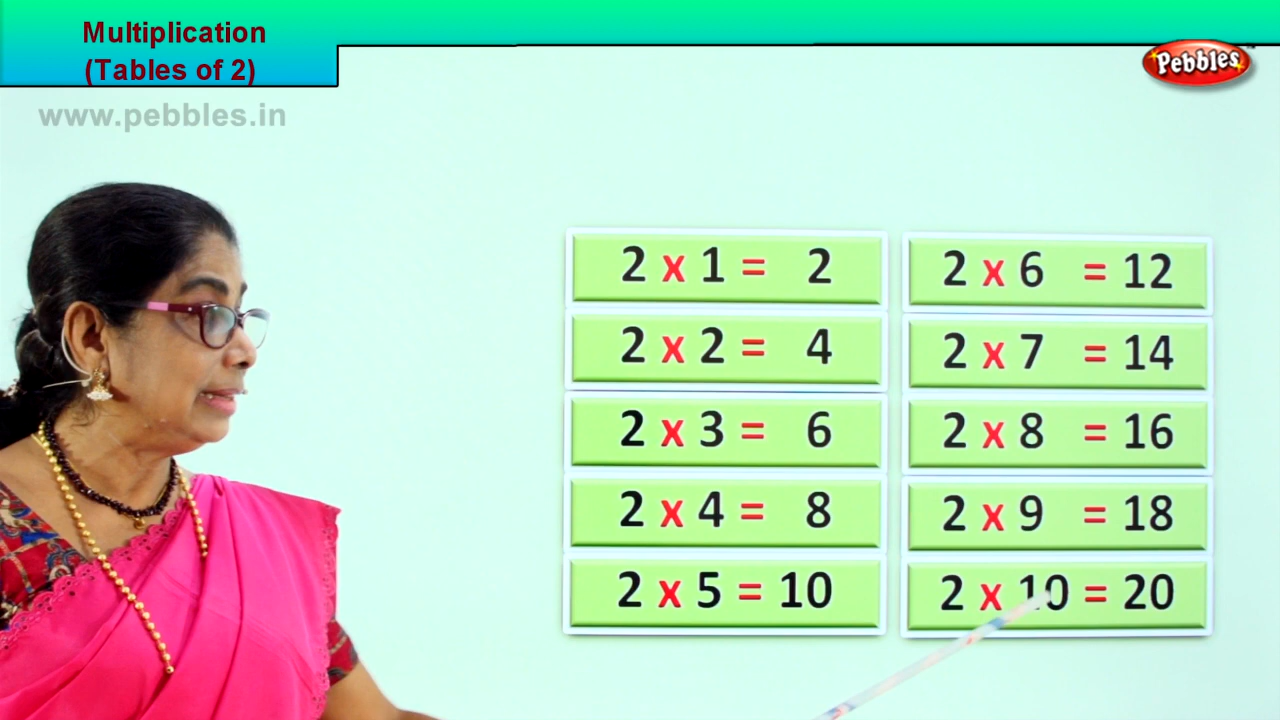 Multiplication
(Tables of 2)
Pebbles
www.pebbles.in
2 x 1 = 2
2 x 2 = 4
2 x 3 = 6
2 x 4 = 8
2 x 5 = 10
2 x 6 = 12
2 x 7 = 14
2 x 8 = 16
2 x 9 = 18
2 x 10 = 20